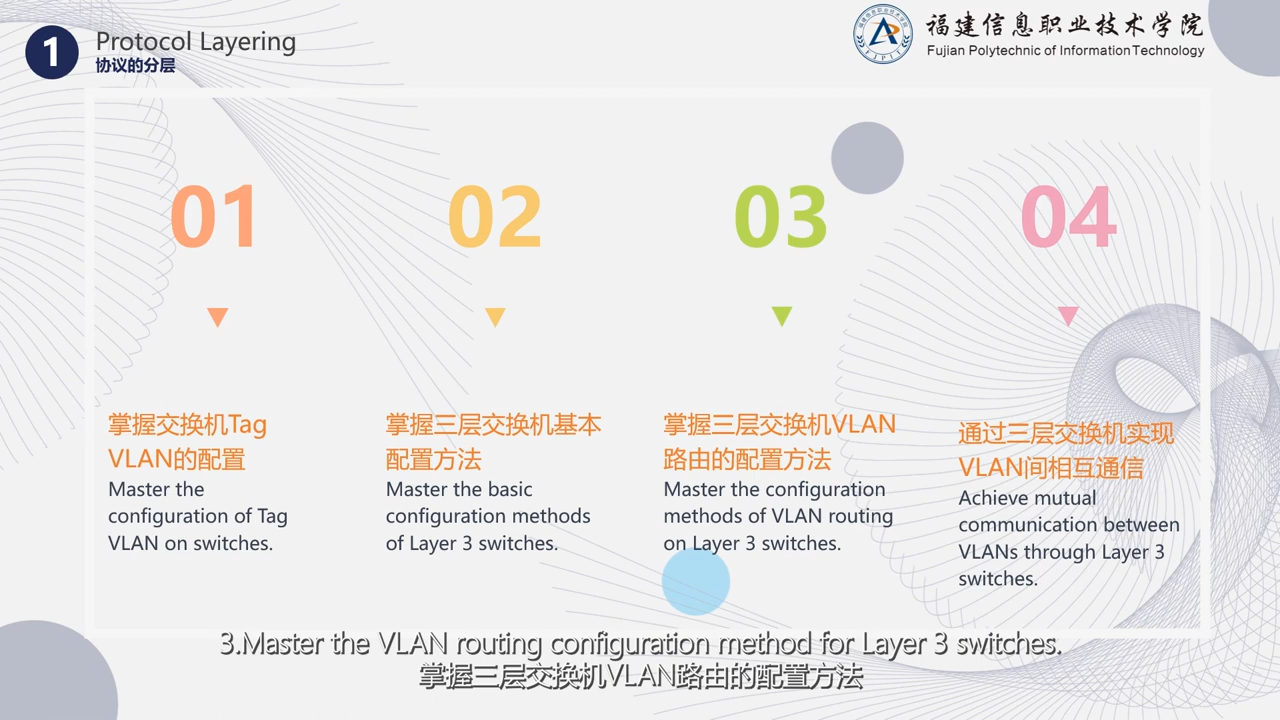 1
Protocol Layering
协议的分层
福建信息职业技术学院
Fujian Polytechnic of Information Technology
FJPIT
01
02
03
04
掌握交换机Tag
VLAN的配置
Master the
configuration of Tag
VLAN on switches.
掌握三层交换机基本
配置方法
Master the basic
configuration methods
of Layer 3 switches.
掌握三层交换机VLAN
路由的配置方法
Master the configuration
methods of VLAN routing
on Layer 3 switches.
通过三层交换机实现
VLAN间相互通信
Achieve mutual
communication between
VLANs through Layer 3
switches.
3.Master the VLAN routing configuration method for Layer 3 switches.
掌握三层交换机VLAN路由的配置方法